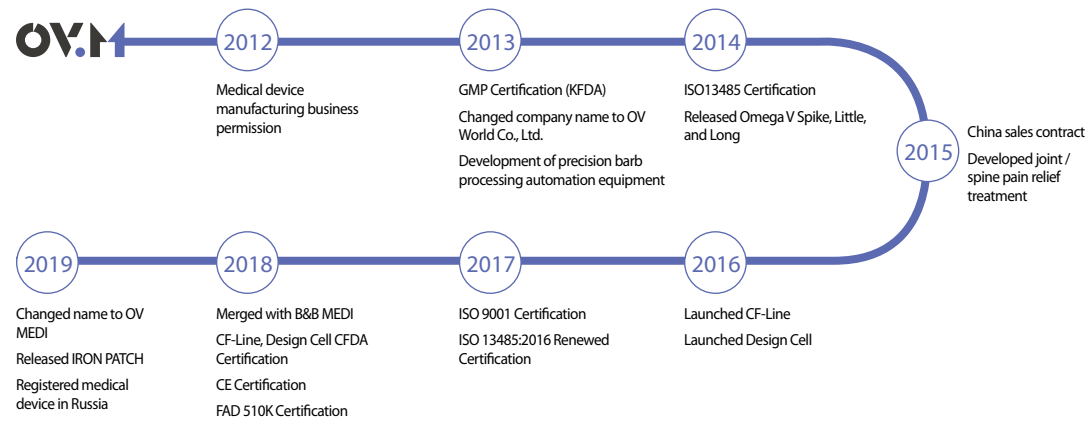 OV.M
2012
Medical device
manufacturing business
permission
2013
GMP Certification (KFDA)
Changed company name to OV
World Co., Ltd.
Development of precision barb
processing automation equipment
2014
ISO13485 Certification
Released Omega V Spike, Little,
and Long
2015
China sales contract
Developed joint /
spine pain relief
treatment
2016
Launched CF-Line
Launched Design Cell
2017
ISO 9001 Certification
ISO 13485:2016 Renewed
Certification
2018
Merged with B&B MEDI
CF-Line, Design Cell CFDA
Certification
CE Certification
FAD 510K Certification
2019
Changed name to OV
MEDI
Released IRON PATCH
Registered medical
device in Russia